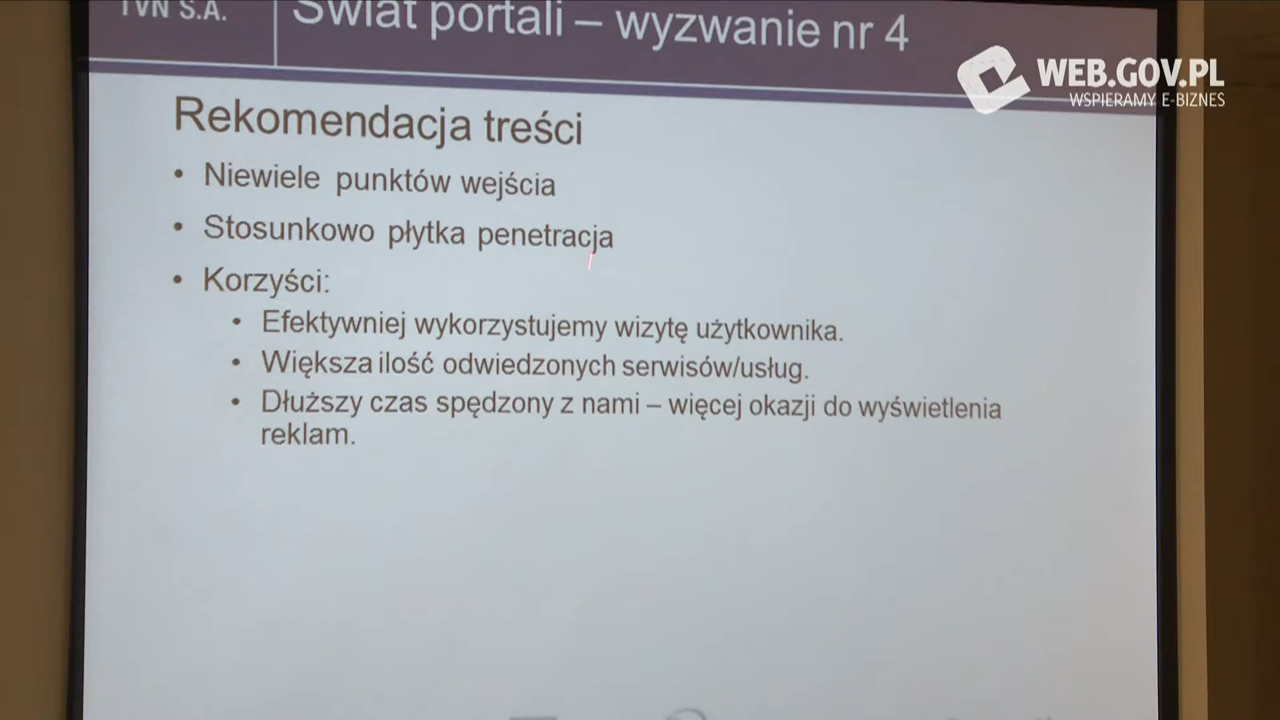 TVN S.A.
Świat portali – wyzwanie nr 4
WEB.GOV.PL
WSPIERAMY E-BIZNES
Rekomendacja treści
• Niewiele punktów wejścia
• Stosunkowo płytka penetracja
• Korzyści:
• Efektywniej wykorzystujemy wizytę użytkownika.
• Większa ilość odwiedzonych serwisów/usług.
• Dłuższy czas spędzony z nami – więcej okazji do wyświetlenia
reklam.